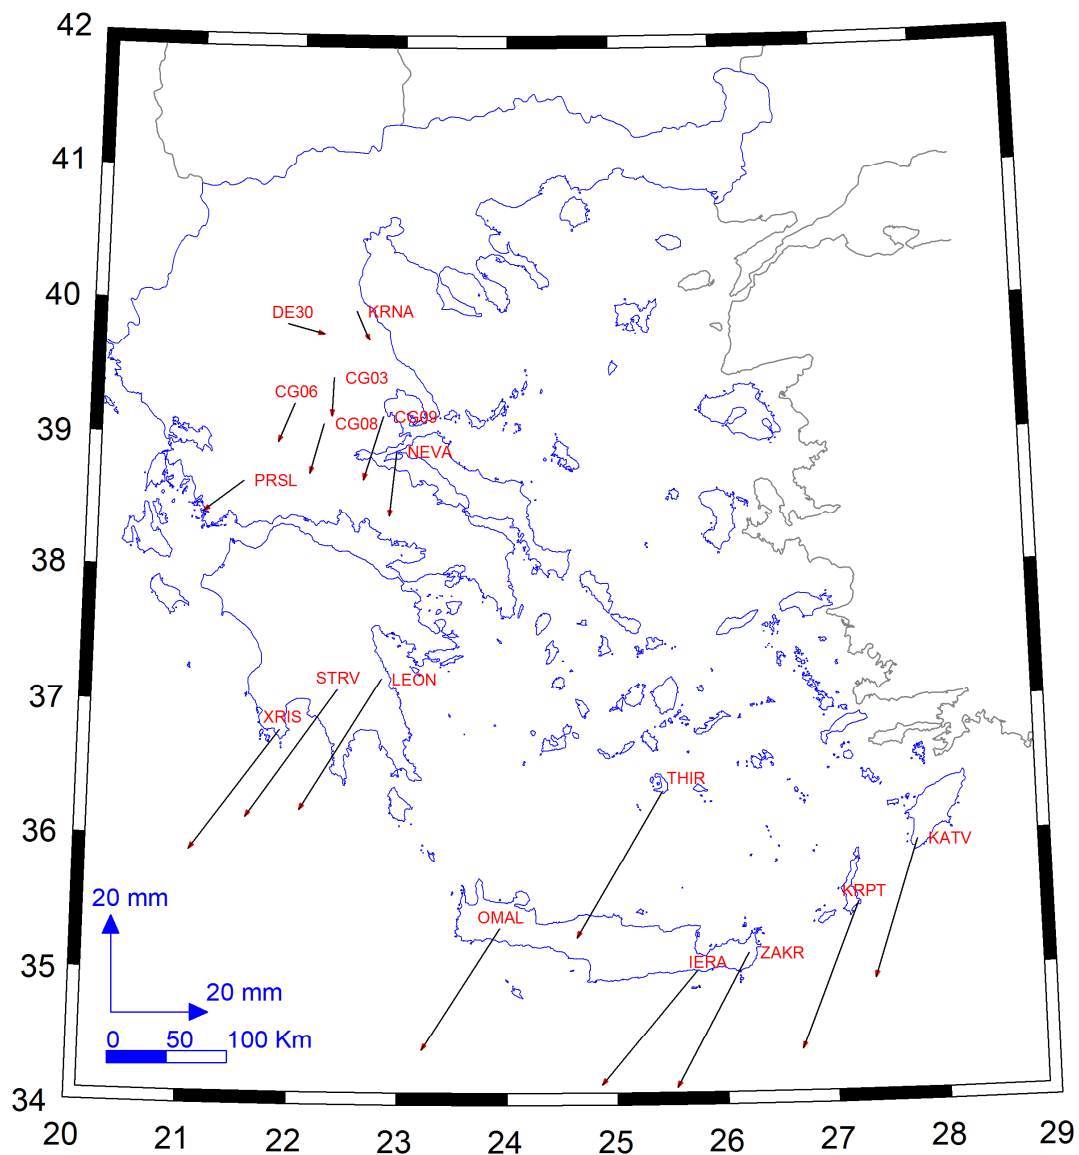 42
41
40
DE30
KRNA
CG03
CG06
39
CG09
CG08
NEVA
PRSL
38
37
STRV
LEON
XRIS
THIR
36
KATV
20 mm
KRPT
OMAL
35
IERA
ZAKR
20 mm
0 50 100 Km
34
20 21 22 23 24 25 26 27 28 29